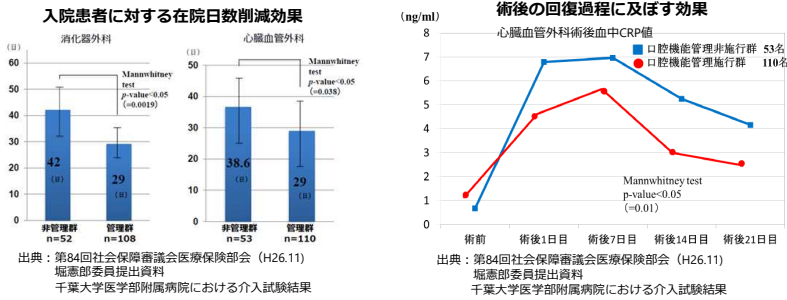 入院患者に対する在院日数削減効果
消化器外科
(日)
60
50
40
30
20
10
0
Mannwhitney
test
p-value<0.05
(=0.0019)
42
(日)
29
(日)
非管理群
n=52
管理群
n=108
心臓血管外科
(日)
50
40
30
20
10
0
Mannwhitney
test
p-value<0.05
(=0.038)
38.6
(日)
29
(日)
非管理群
n=53
管理群
n=110
出典：第84回社会保障審議会医療保険部会（H26.11)
堀憲郎委員提出資料
千葉大学医学部附属病院における介入試験結果
術後の回復過程に及ぼす効果
(ng/ml)
心臓血管外科術後血中CRP値
口腔機能管理非施行群 53名
口腔機能管理施行群 110名
8
7
6
5
4
3
2
1
0
Mannwhitney test
p-value<0.05
(=0.01)
術前
術後1日目
術後7日目
術後14日目
術後21日目
出典：第84回社会保障審議会医療保険部会（H26.11)
堀憲郎委員提出資料
千葉大学医学部附属病院における介入試験結果